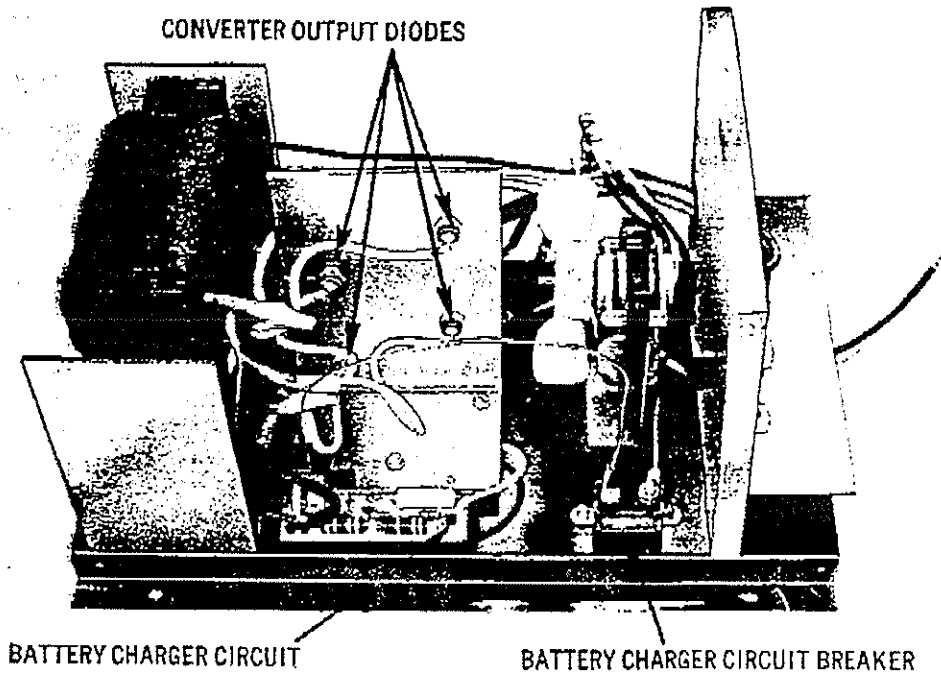 CONVERTER OUTPUT DIODES
BATTERY CHARGER CIRCUIT
BATTERY CHARGER CIRCUIT BREAKER